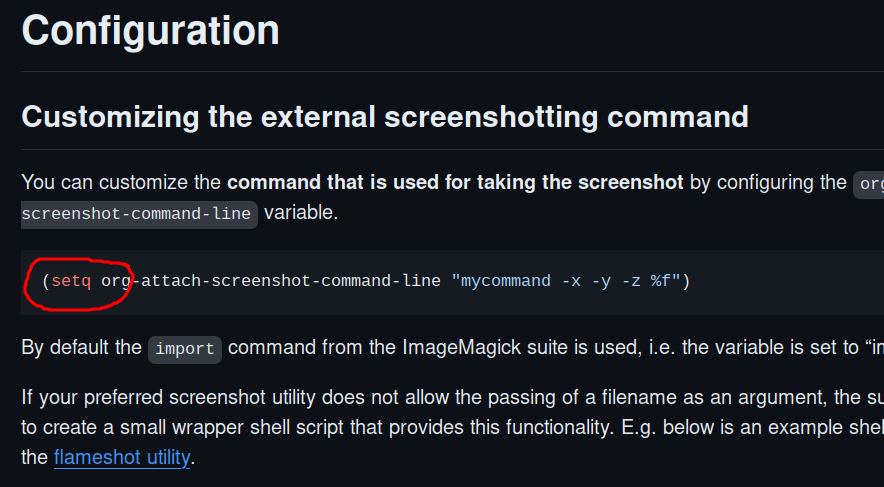 Configuration
Customizing the external screenshotting command
You can customize the command that is used for taking the screenshot by configuring the
screenshot-command-line variable.
(setq org-attach-screenshot-command-line "mycommand -x -y -z %f")
By default the import command from the ImageMagick suite is used, i.e. the variable is set to
If your preferred screenshot utility does not allow the passing of a filename as an argument, the
to create a small wrapper shell script that provides this functionality. E.g. below is an example
the flameshot utility.